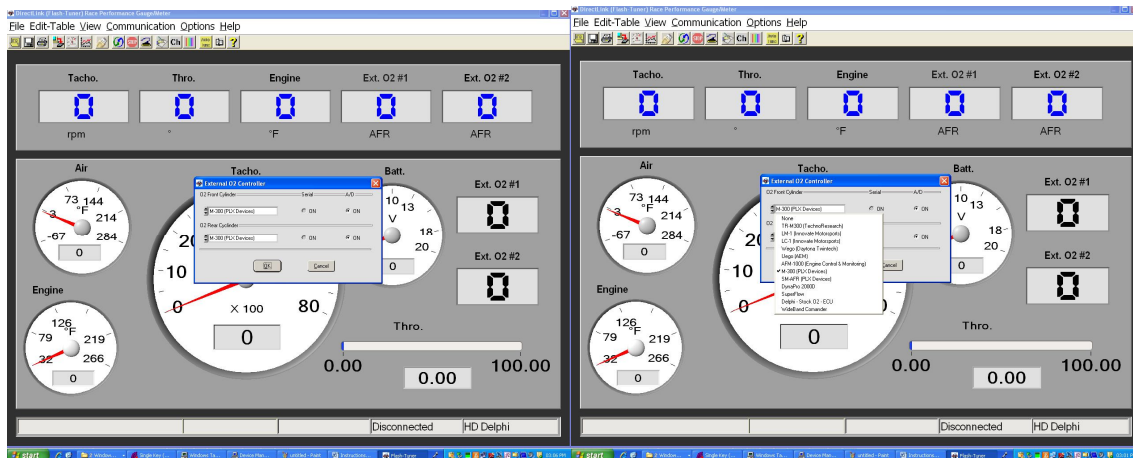 DirectLink (Flash-Tuner) Race Performance Gauge/Meter
File Edit-Table View Communication Options Help
Ch
Tacho. Thro. Engine Ext. O2 #1 Ext. O2 #2
0 0 0 0 0
rpm ° °F AFR AFR
Air
73 144
°F
-3 214
-67 284
0
Tacho.
Batt.
10 13
V
18
20
0
Ext. O2 #1
0
Ext. O2 #2
0
External O2 Controller
O2 Front Cylinder Serial A/D
M-300 (PLX Devices) ON ON
O2 Rear Cyclinder
M-300 (PLX Devices) ON ON
OK Cancel
20
10
0 X 100 80
0
Engine
126
°F
79 219
32 266
0
Thro.
0.00 100.00
0.00
Disconnected HD Delphi
start 03:06 PM
DirectLink (Flash-Tuner) Race Performance Gauge/Meter
File Edit-Table View Communication Options Help
Ch
Tacho. Thro. Engine Ext. O2 #1 Ext. O2 #2
0 0 0 0 0
rpm ° °F AFR AFR
Air
73 144
°F
-3 214
-67 284
0
Tacho.
Batt.
10 13
V
18
20
0
Ext. O2 #1
0
Ext. O2 #2
0
External O2 Controller
O2 Front Cylinder Serial A/D
M-300 (PLX Devices) ON ON
None
TR-M300 (TechnoResearch)
LM-1 (Innovate Motorsports)
LC-1 (Innovate Motorsports)
Wego (Daytona Twintech)
Uego (AEM)
AFM-1000 (Engine Control & Monitoring)
M-300 (PLX Devices)
SM-AFR (PLX Devices)
DynaPro 2000D
SuperFlow
Delphi - Stock O2 - ECU
WideBand Comander
ON
Cancel
20
10
0
0
Engine
126
°F
79 219
32 266
0
Thro.
0.00 100.00
0.00
Disconnected HD Delphi
start